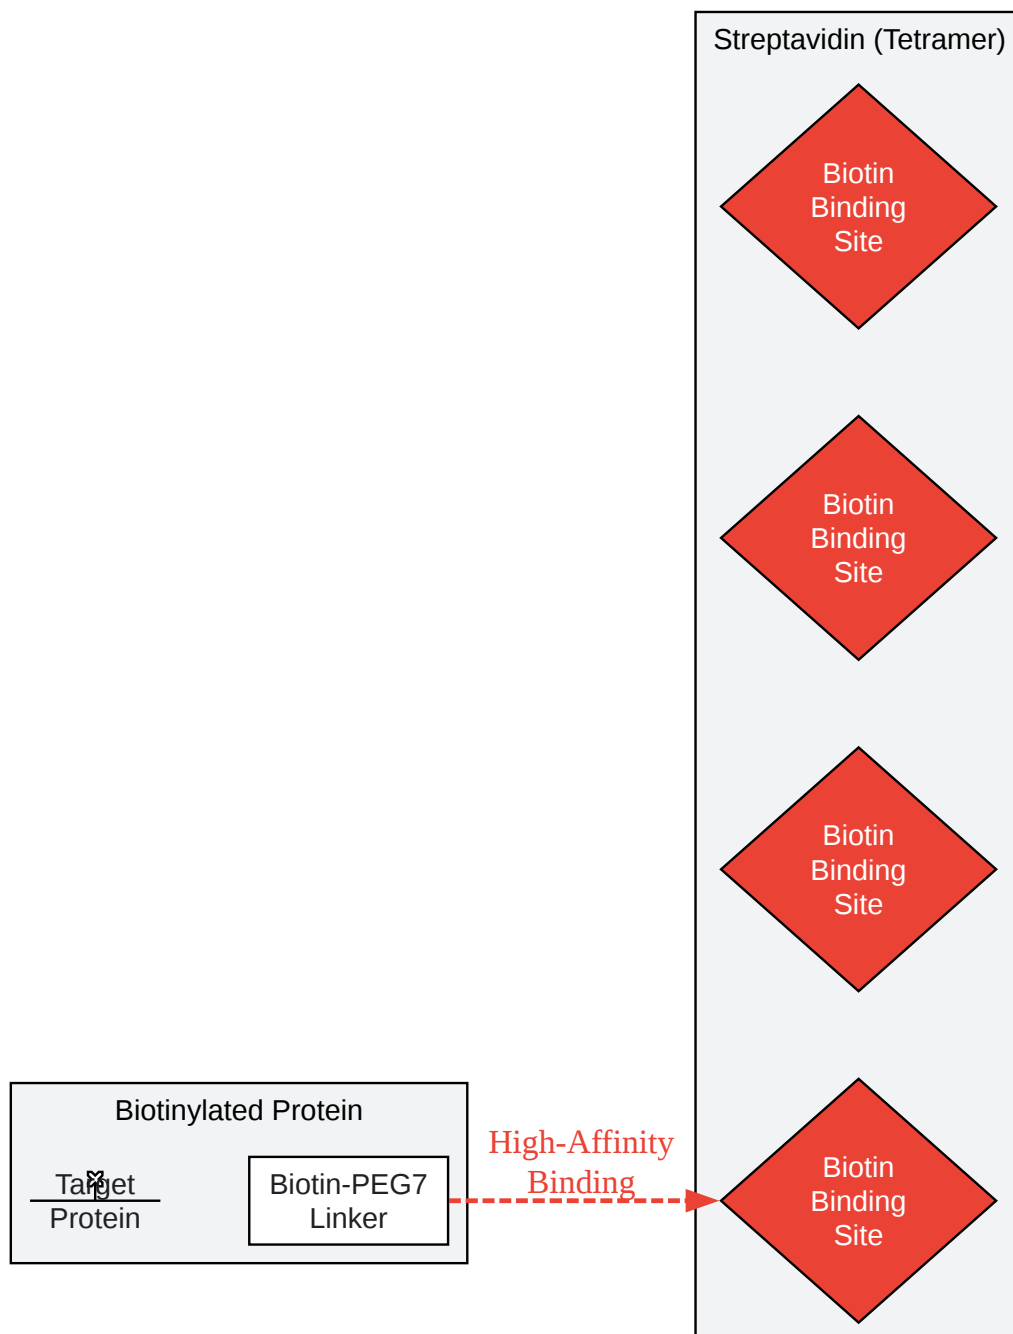 Streptavidin (Tetramer)
Biotin
Binding
Site
Biotin
Binding
Site
Biotin
Binding
Site
Biotinylated Protein
Target
Protein
Biotin-PEG7
Linker
High-Affinity
Binding
Biotin
Binding
Site